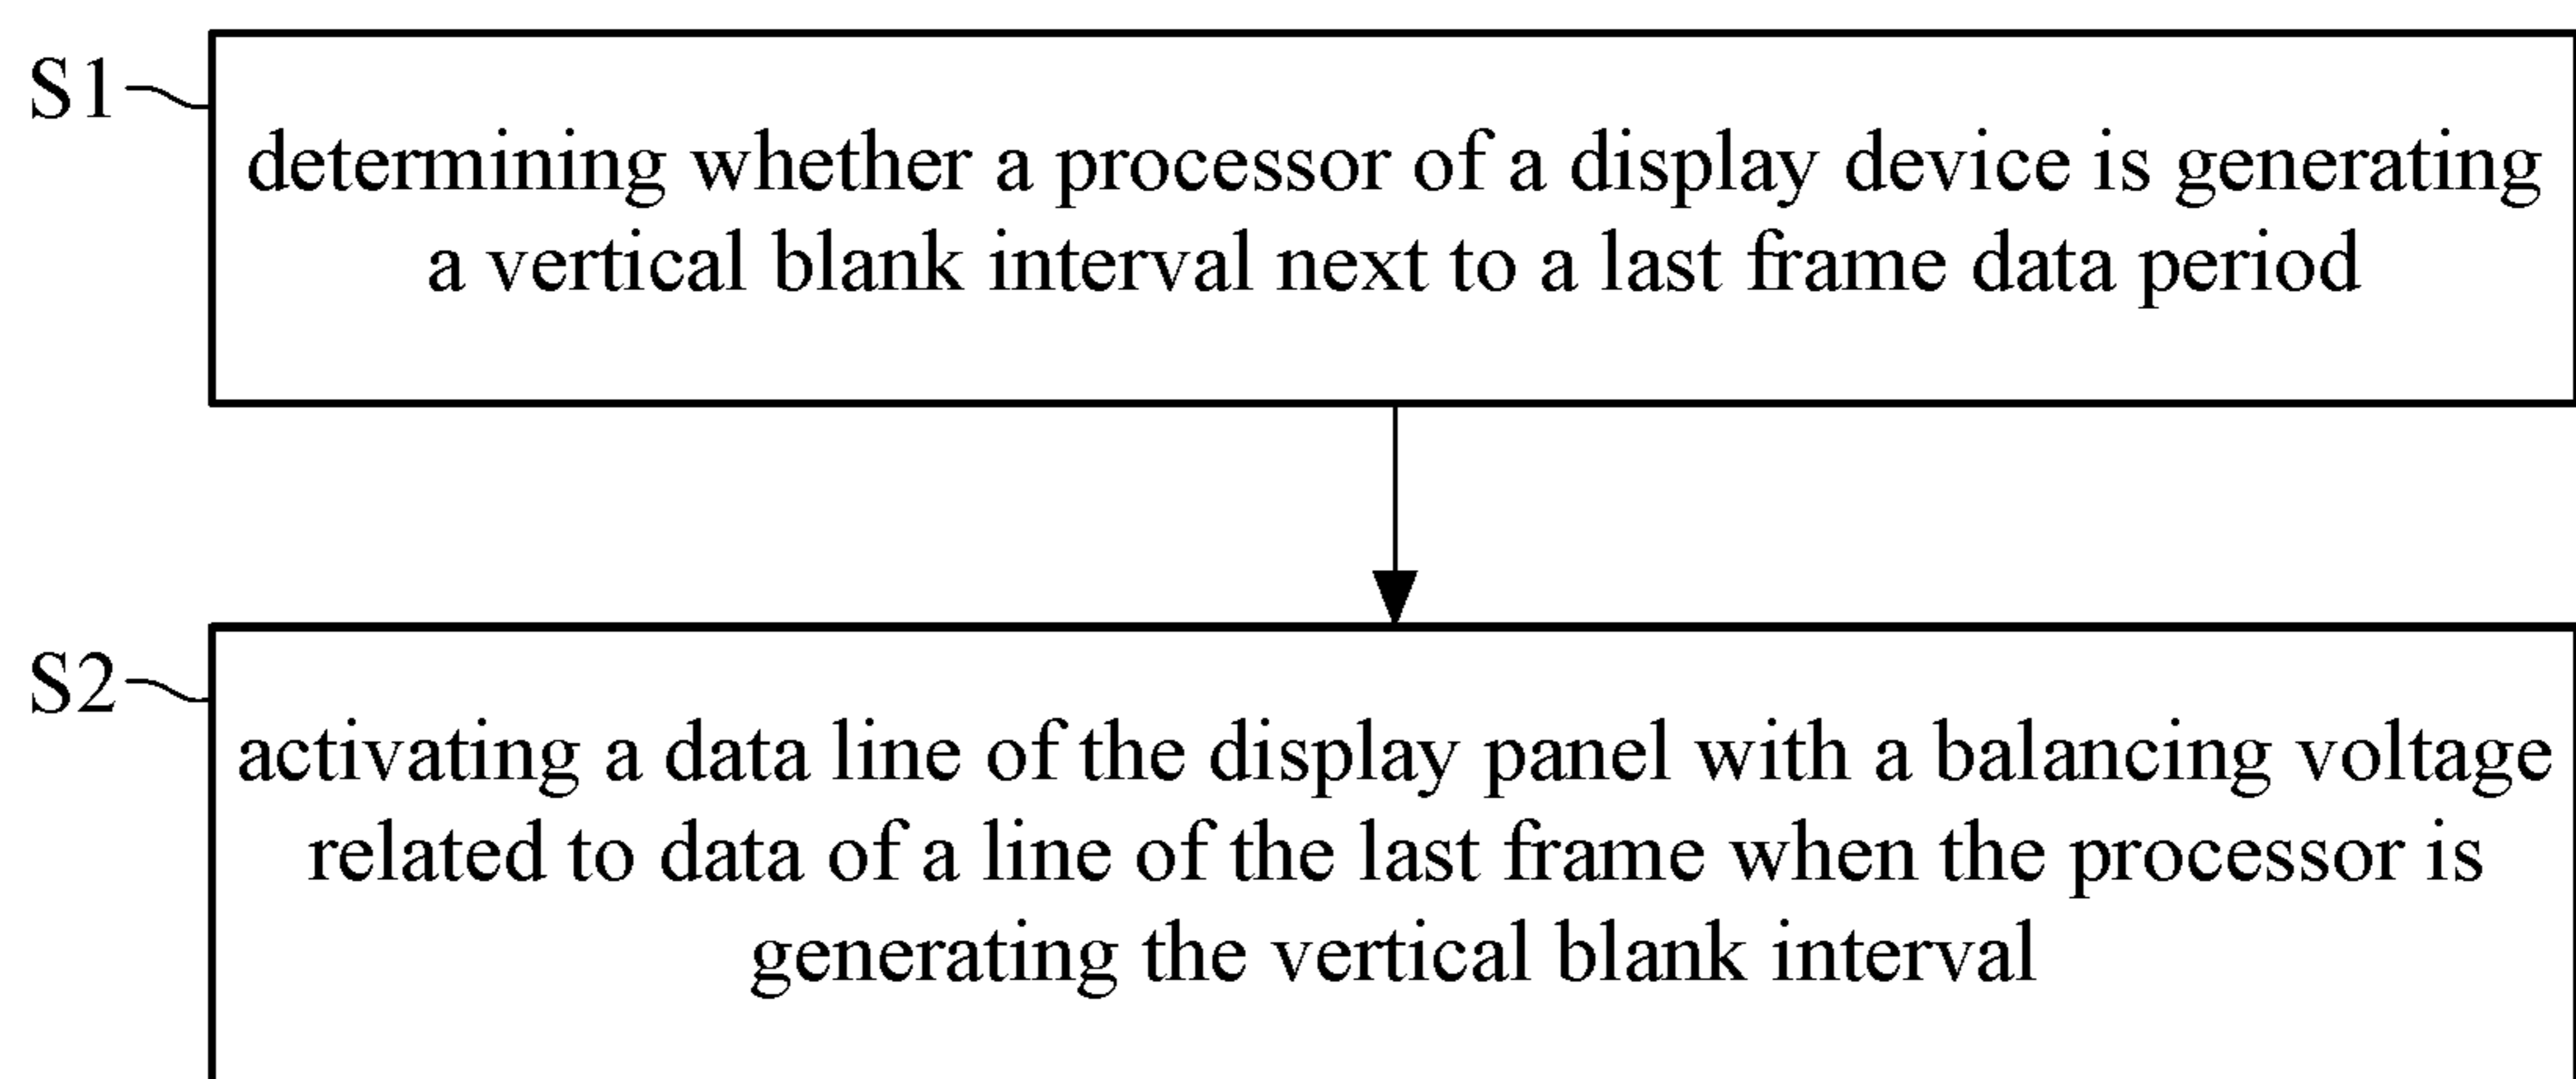 S1
determining whether a processor of a display device is generating
a vertical blank interval next to a last frame data period
S2
activating a data line of the display panel with a balancing voltage
related to data of a line of the last frame when the processor is
generating the vertical blank interval